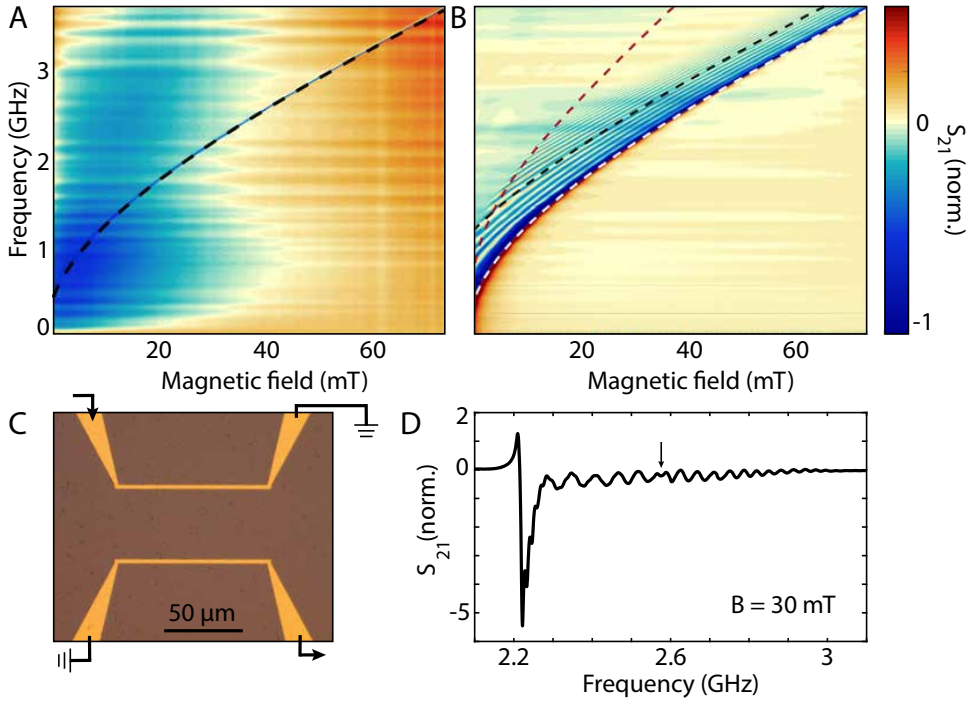 A
Frequency (GHz)
3
2
1
0
20
40
60
Magnetic field (mT)
B
20
40
60
Magnetic field (mT)
0
-1
S21 (norm.)
C
50 μm
D
S21(norm.)
2
0
-5
B = 30 mT
2.2
2.6
3
Frequency (GHz)